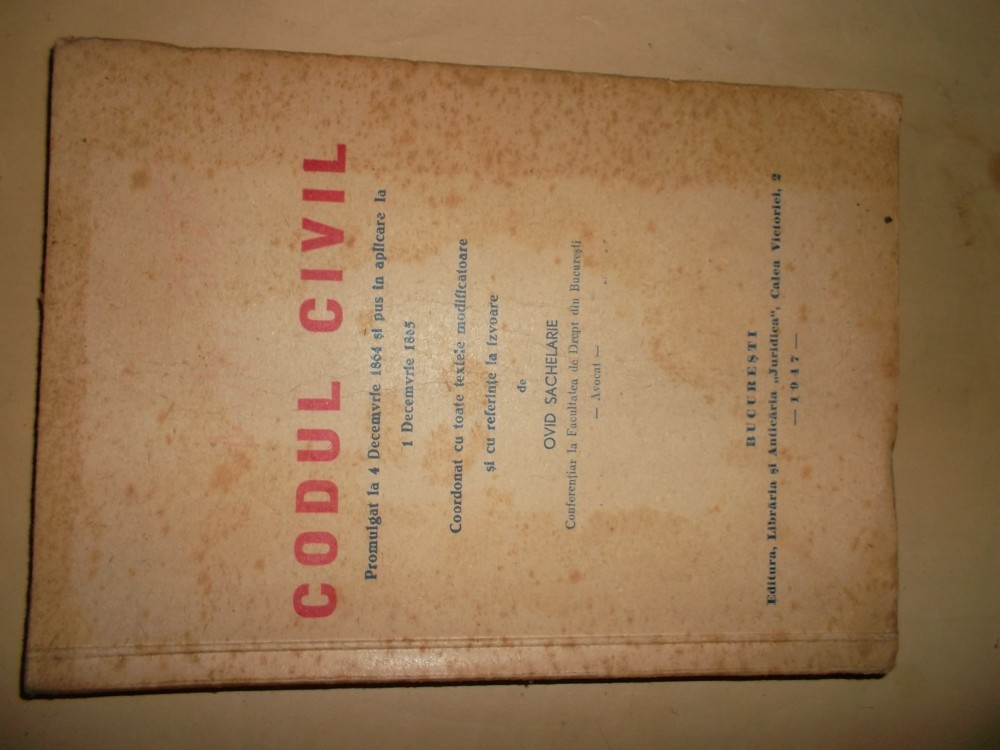 CODUL CIVIL
Promulgat la 4 Decemvrie 1864 și pus în aplicare la
1 Decemvrie 1865
Coordonat cu toate textele modificătoare
și cu referințe la izvoare
de
OVID SACHELARIE
Conferențiar la Facultatea de Drept din București
— Avocat —
BUCUREȘTI
Editura, Librăria și Anticăria „Juridica", Calea Victoriei, 2
— 1947 —